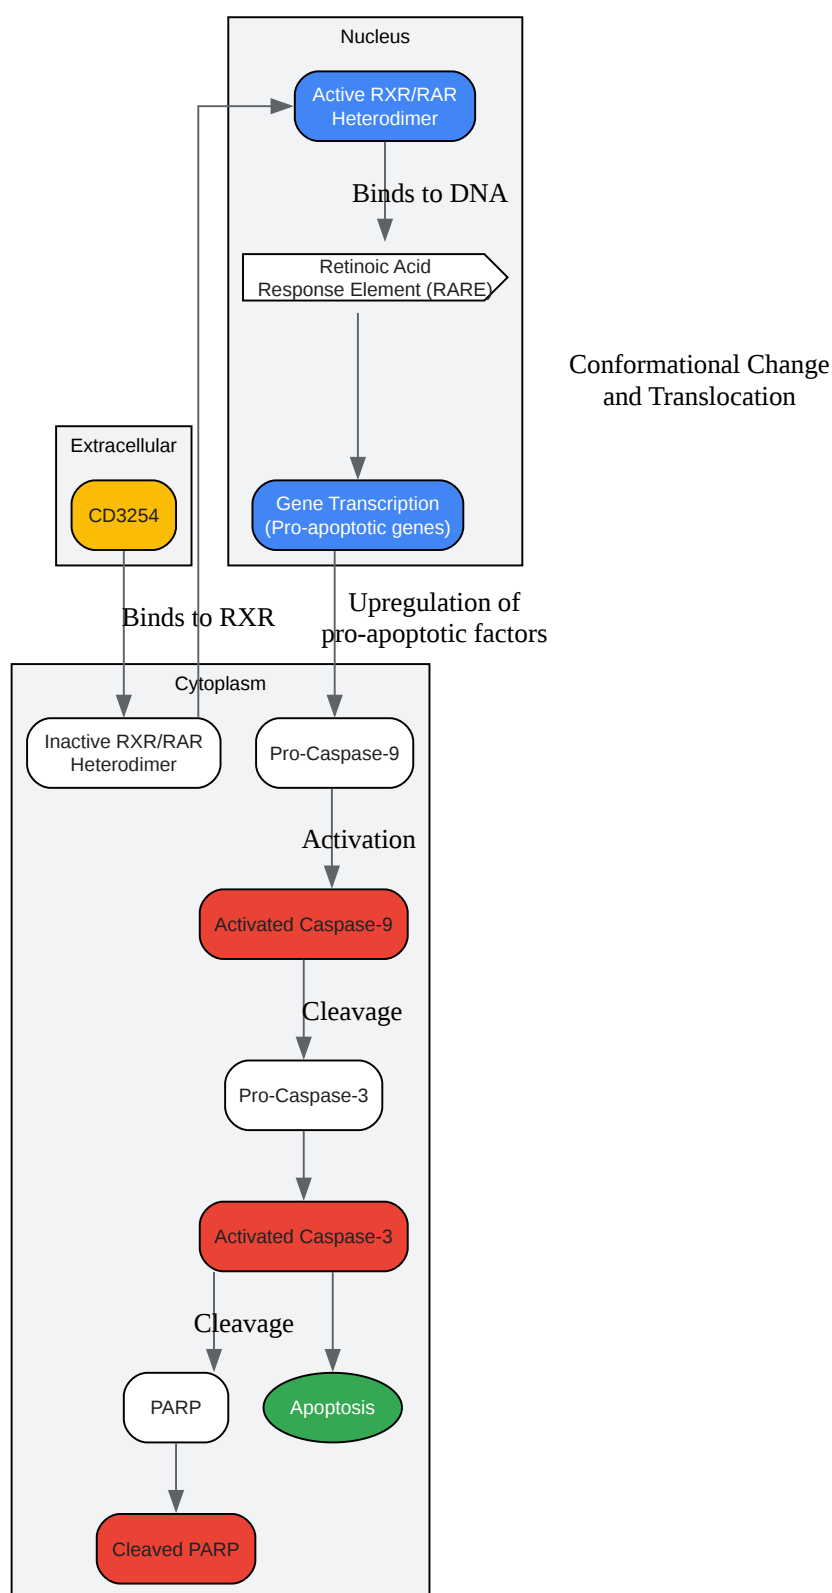 Nucleus
Active RXR/RAR
Heterodimer
Binds to DNA
Retinoic Acid
Response Element (RARE)
Conformational Change
and Translocation
Extracellular
CD3254
Gene Transcription
(Pro-apoptotic genes)
Binds to RXR
Upregulation of
pro-apoptotic factors
Cytoplasm
Inactive RXR/RAR
Heterodimer
Pro-Caspase-9
Activation
Activated Caspase-9
Cleavage
Pro-Caspase-3
Activated Caspase-3
Cleavage
PARP
Apoptosis
Cleaved PARP